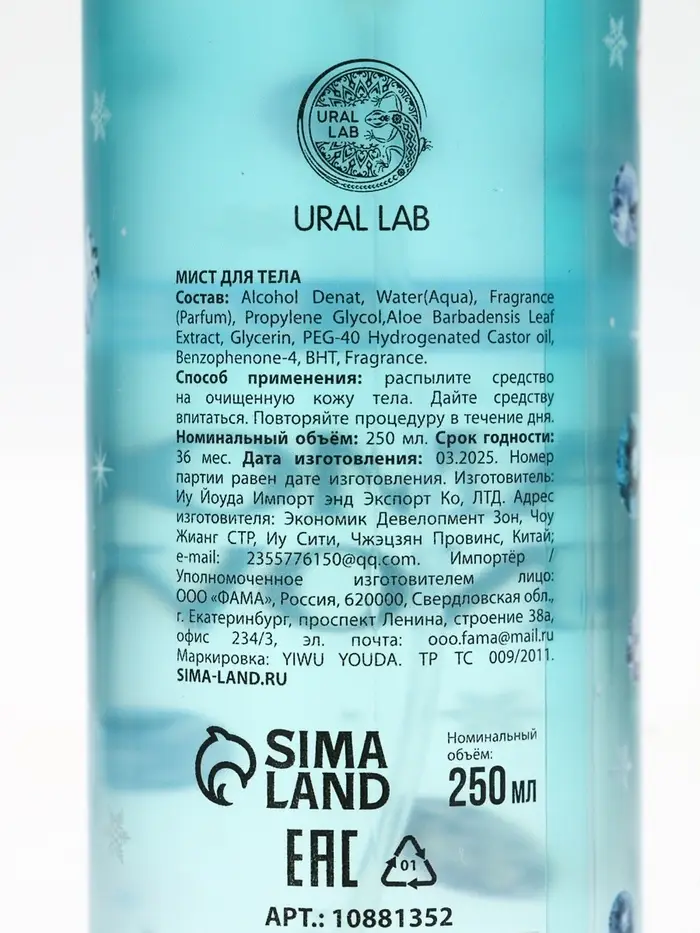 URAL
LAB
URAL LAB
МИСТ ДЛЯ ТЕЛА
Состав: Alcohol Denat, Water(Aqua), Fragrance
(Parfum), Propylene Glycol,Aloe Barbadensis Leaf
Extract, Glycerin, PEG-40 Hydrogenated Castor oil,
Benzophenone-4, BHT, Fragrance.
Способ применения: распылите средство
на очищенную кожу тела. Дайте средству
впитаться. Повторяйте процедуру в течение дня.
Номинальный объём: 250 мл. Срок годности:
36 мес. Дата изготовления: 03.2025. Номер
партии равен дате изготовления. Изготовитель:
Иу Йоуда Импорт энд Экспорт Ко, ЛТД. Адрес
изготовителя: Экономик Девелопмент Зон, Чоу
Жианг СТР, Иу Сити, Чжэцзян Провинс, Китай;
e-mail: 2355776150@qq.com. Импортёр /
Уполномоченное изготовителем лицо:
ООО «ФАМА», Россия, 620000, Свердловская обл.,
г. Екатеринбург, проспект Ленина, строение 38а,
офис 234/3, эл. почта: ooo.fama@mail.ru
Маркировка: YIWU YOUDA. ТР ТС 009/2011.
SIMA-LAND.RU
SIMA
LAND
Номинальный
объём:
250 мл
EAC
01
АРТ.: 10881352